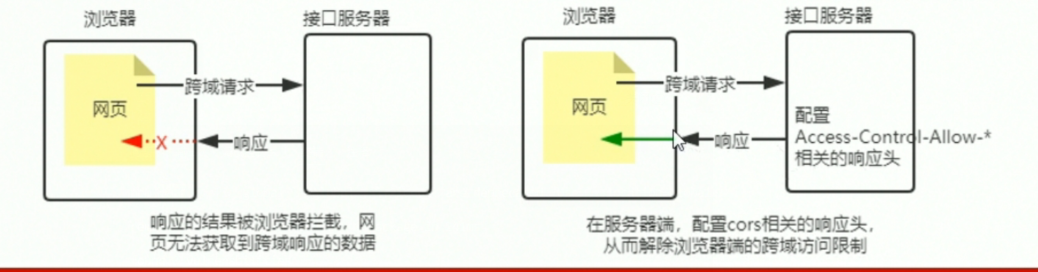 浏览器
接口服务器
网页
跨域请求
X
响应
响应的结果被浏览器拦截，网
页无法获取到跨域响应的数据
浏览器
接口服务器
网页
跨域请求
响应
配置
Access-Control-Allow-*
相关的响应头
在服务器端，配置cors相关的响应头，
从而解除浏览器端的跨域访问限制